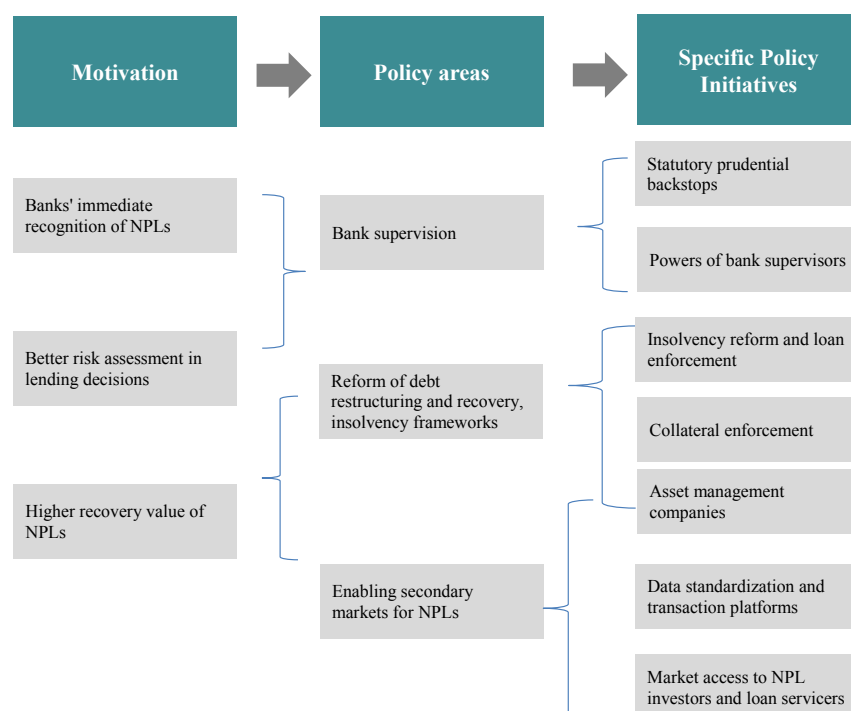 Motivation
Policy areas
Specific Policy
Initiatives
Banks' immediate
recognition of NPLs
Better risk assessment in
lending decisions
Higher recovery value of
NPLs
Bank supervision
Reform of debt
restructuring and recovery,
insolvency frameworks
Enabling secondary
markets for NPLs
Statutory prudential
backstops
Powers of bank supervisors
Insolvency reform and loan
enforcement
Collateral enforcement
Asset management
companies
Data standardization and
transaction platforms
Market access to NPL
investors and loan servicers